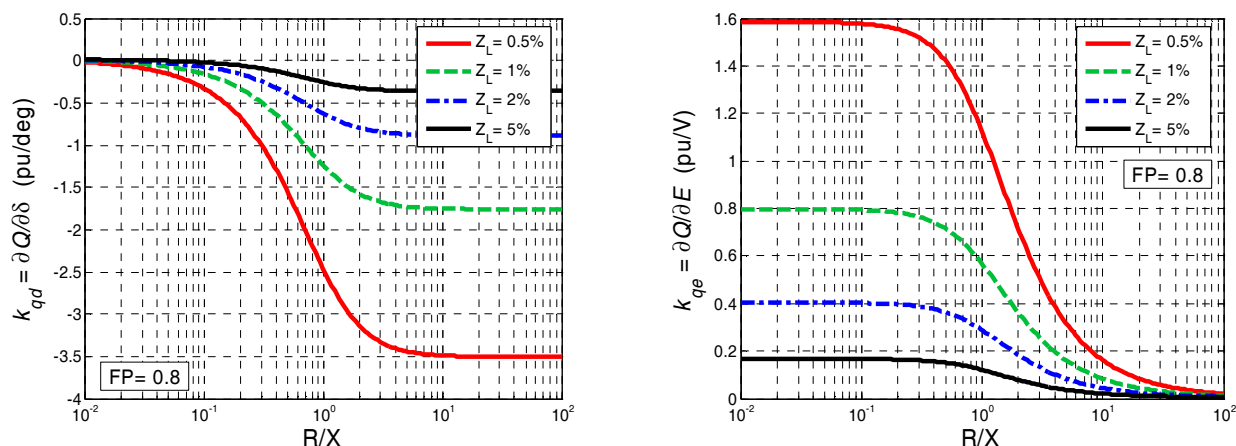 0.5
0
-0.5
-1
-1.5
-2
-2.5
-3
-3.5
-4
k_qd = ∂Q/∂δ (pu/deg)
Z_L = 0.5%
Z_L = 1%
Z_L = 2%
Z_L = 5%
FP= 0.8
10^-2 10^-1 10^0 10^1 10^2
R/X
1.6
1.4
1.2
1
0.8
0.6
0.4
0.2
0
k_qe = ∂Q/∂E (pu/V)
Z_L = 0.5%
Z_L = 1%
Z_L = 2%
Z_L = 5%
FP= 0.8
10^-2 10^-1 10^0 10^1 10^2
R/X